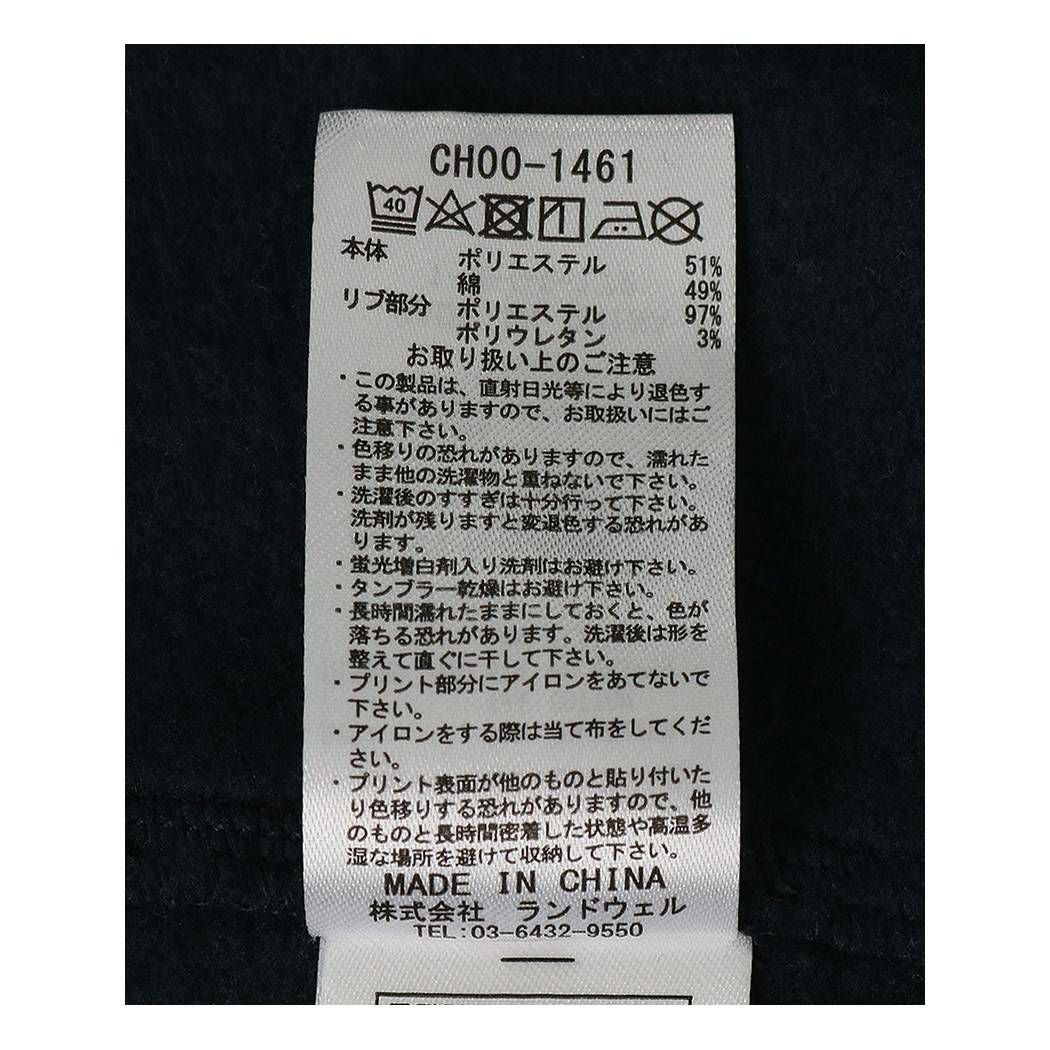 CH00-1461
40
本体 ポリエステル 51%
綿 49%
リブ部分 ポリエステル 97%
ポリウレタン 3%
お取り扱い上のご注意
・この製品は、直射日光等により退色す
る事がありますので、お取扱いにはご
注意下さい。
・色移りの恐れがありますので、濡れた
まま他の洗濯物と重ねないで下さい。
・洗濯後のすすぎは十分行って下さい。
洗剤が残りますと変退色する恐れがあ
ります。
・蛍光増白剤入り洗剤はお避け下さい。
・タンブラー乾燥はお避け下さい。
・長時間濡れたままにしておくと、色が
落ちる恐れがあります。洗濯後は形を
整えて直ぐに干して下さい。
・プリント部分にアイロンをあてないで
下さい。
・アイロンをする際は当て布をしてくだ
さい。
・プリント表面が他のものと貼り付いた
り色移りする恐れがありますので、他
のものと長時間密着した状態や高温多
湿な場所を避けて収納して下さい。
MADE IN CHINA
株式会社 ランドウェル
TEL:03-6432-9550